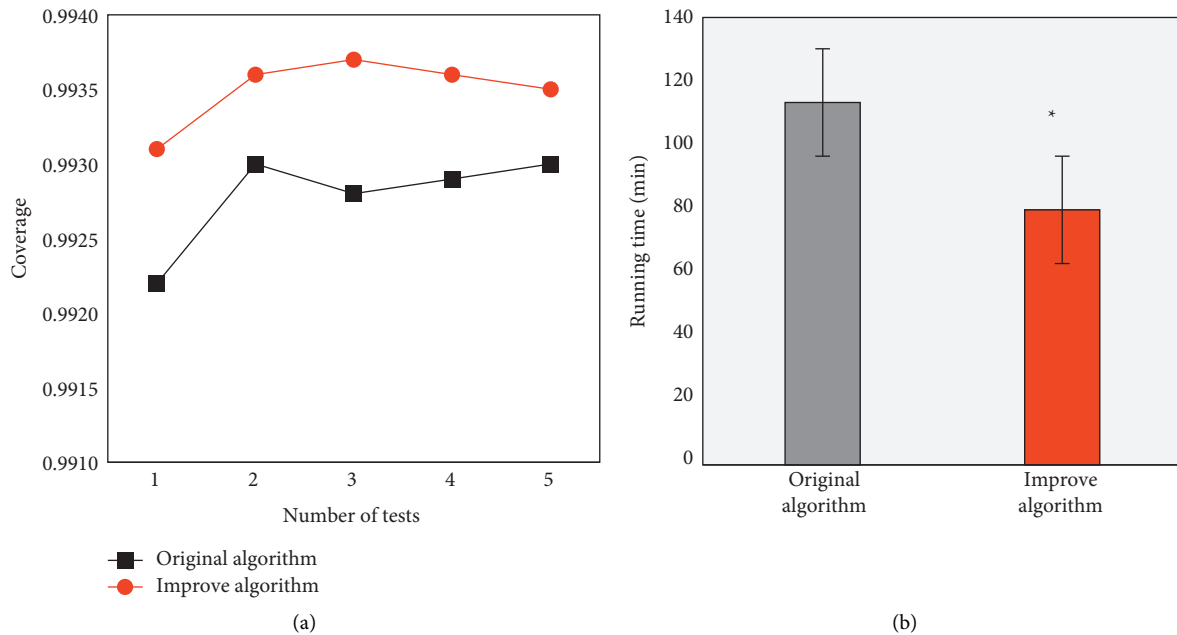 0.9940
0.9935
0.9930
0.9925
0.9920
0.9915
0.9910
Coverage
1 2 3 4 5
Number of tests
Original algorithm
Improve algorithm
(a)
140
120
100
80
60
40
20
0
Running time (min)
*
Original
algorithm
Improve
algorithm
(b)